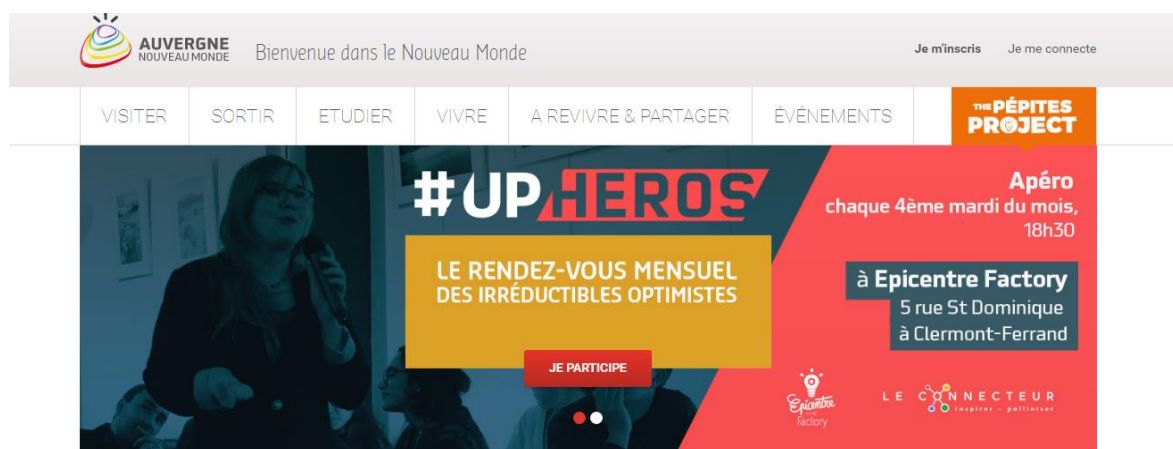 AUVERGNE
NOUVEAU MONDE
Bienvenue dans le Nouveau Monde
Je m'inscris
Je me connecte
VISITER
SORTIR
ETUDIER
VIVRE
A REVIVRE & PARTAGER
ÉVÉNEMENTS
THE PÉPITES
PROJECT
#UP/HEROS
LE RENDEZ-VOUS MENSUEL
DES IRRÉDUCTIBLES OPTIMISTES
JE PARTICIPE
Apéro
chaque 4ème mardi du mois,
18h30
à Epicentre Factory
5 rue St Dominique
à Clermont-Ferrand
Epicentre
Factory
LE CONNECTEUR
inspirer - polliniser